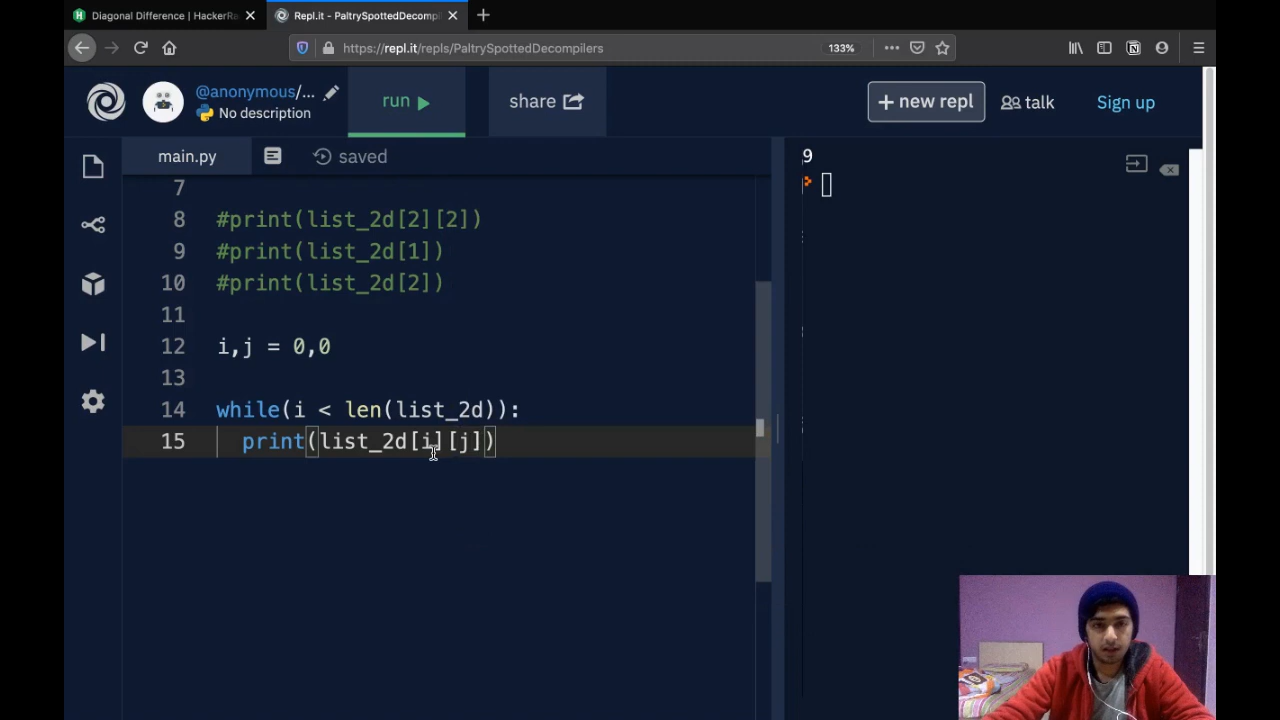 Diagonal Difference | HackerRa
Repl.it - PaltrySpottedDecompil
https://repl.it/repls/PaltrySpottedDecompilers
133%
@anonymous/...
No description
run
share
+ new repl
talk
Sign up
main.py
saved
9
7
8 #print(list_2d[2][2])
9 #print(list_2d[1])
10 #print(list_2d[2])
11
12 i,j = 0,0
13
14 while(i < len(list_2d)):
15 print(list_2d[i][j])